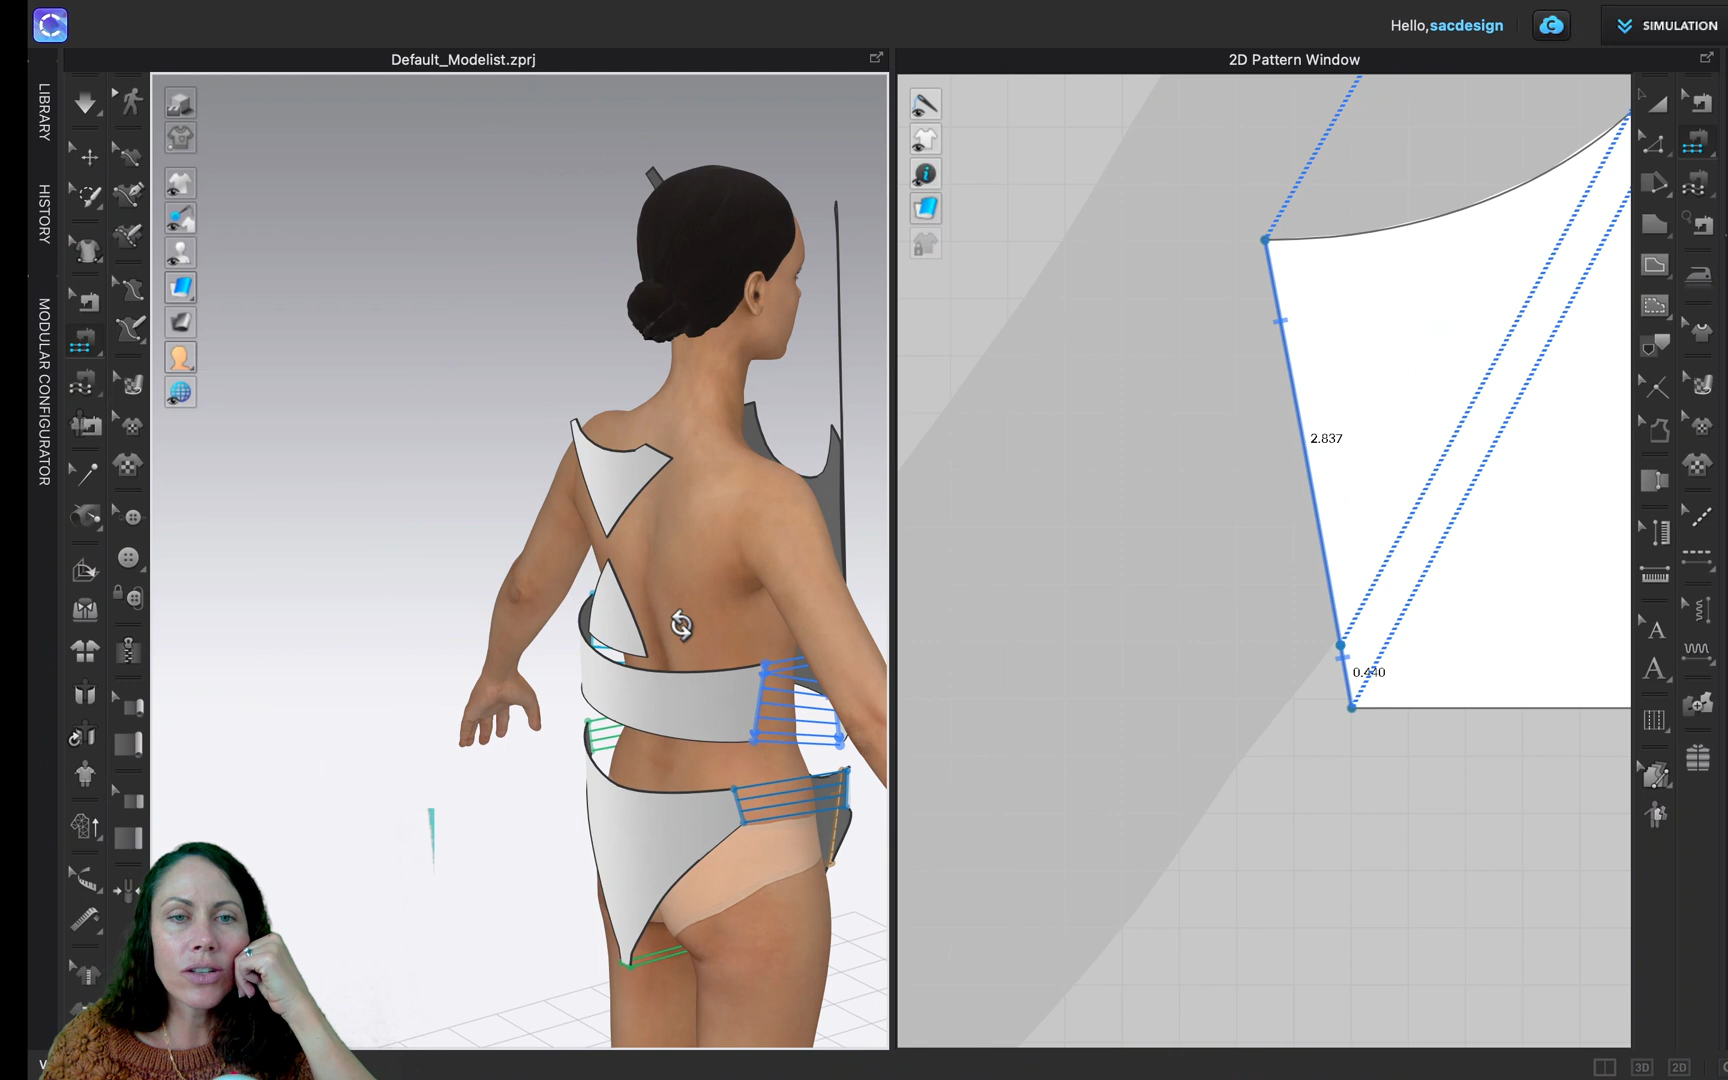 Hello,sacdesign
SIMULATION
Default_Modelist.zprj
2D Pattern Window
LIBRARY
HISTORY
MODULAR CONFIGURATOR
2.837
0.440
A
A
3D
2D